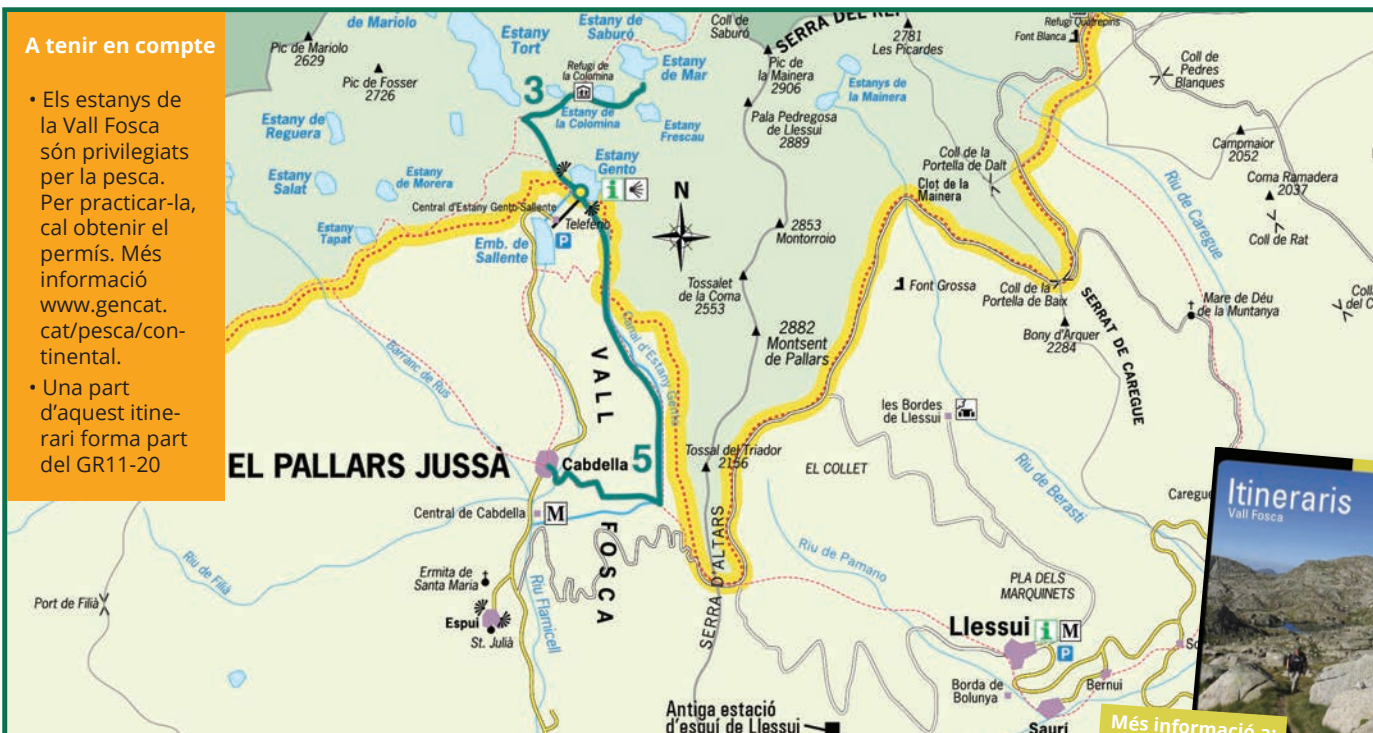 A tenir en compte
• Els estanys de
la Vall Fosca
són privilegiats
per la pesca.
Per practicar-la,
cal obtenir el
permís. Més
informació
www.gencat.
cat/pesca/con-
tinental.
• Una part
d'aquest itine-
rari forma part
del GR11-20
de Mariolo
Pic de Mariolo
2629
Pic de Fosser
2726
Estany
Tort
Estany de
Saburó
Coll de
Saburó
SERRA DEL
2781
Les Picardes
Refugi Quatrepins
Font Blanca
Coll de
Pedres
Blanques
Refugi de
la Colomina
Estany
de Mar
Pic de
la Mainera
2906
Estanys de
la Mainera
3
Estany de
la Colomina
Estany
Frescau
Pala Pedregosa
de Llessui
2889
Estany de
Reguera
Campmaior
2052
Coma Ramadera
2037
Coll de Rat
Estany
Salat
Estany
de Morera
Estany
Gento
i
N
Coll de la
Portella de Dalt
Clot de la
Mainera
Riu de Caregue
Central d'Estany Gento-Sallente
Telefèric
P
Estany
Tapat
Emb. de
Sallente
2853
Montorroio
Tossalet
de la Coma
2553
Font Grossa
Coll de la
Portella de Baix
SERRAT DE CAREGUE
Mare de Déu
de la Muntanya
Bony d'Arquer
2284
2882
Montsent
de Pallars
Canal d'Estany Gento
Barranc de Rus
VALL
FOSCA
les Bordes
de Llessui
EL PALLARS JUSSÀ
Cabdella
5
Tossal del Triador
2156
EL COLLET
Riu de Berasti
Caregue
Central de Cabdella
M
SERRA D'ALTARS
Riu de Pamano
PLA DELS
MARQUINETS
Riu de Filià
Port de Filià
Ermita de
Santa Maria
Espui
St. Julià
Riu Flamicell
Llessui
i
M
P
Borda de
Bolunya
Bernui
Saurí
Antiga estació
d'esquí de Llessui
Itineraris
Vall Fosca
Més informació a: